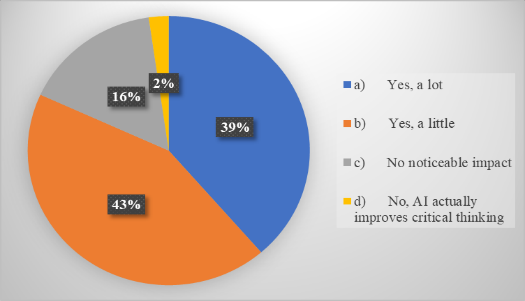 2%
16%
39%
43%
a) Yes, a lot
b) Yes, a little
c) No noticeable impact
d) No, AI actually
improves critical thinking